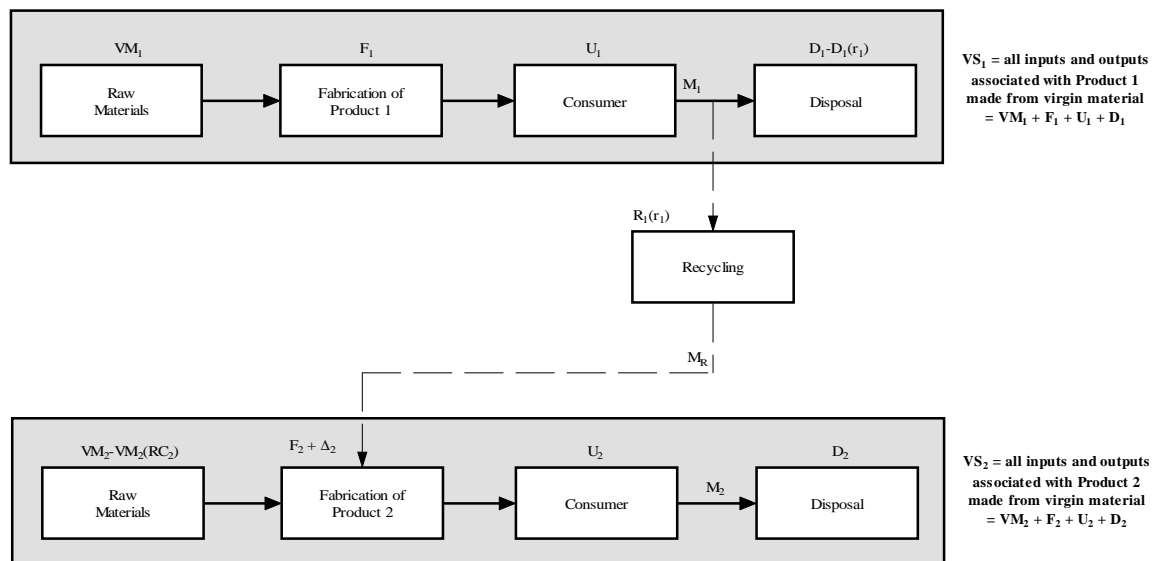 VM₁
F₁
U₁
D₁-D₁(r₁)
Raw
Materials
Fabrication of
Product 1
Consumer
M₁
Disposal
VS₁ = all inputs and outputs
associated with Product 1
made from virgin material
= VM₁ + F₁ + U₁ + D₁
R₁(r₁)
Recycling
M_R
VM₂-VM₂(RC₂)
F₂ + Δ₂
U₂
D₂
Raw
Materials
Fabrication of
Product 2
Consumer
M₂
Disposal
VS₂ = all inputs and outputs
associated with Product 2
made from virgin material
= VM₂ + F₂ + U₂ + D₂